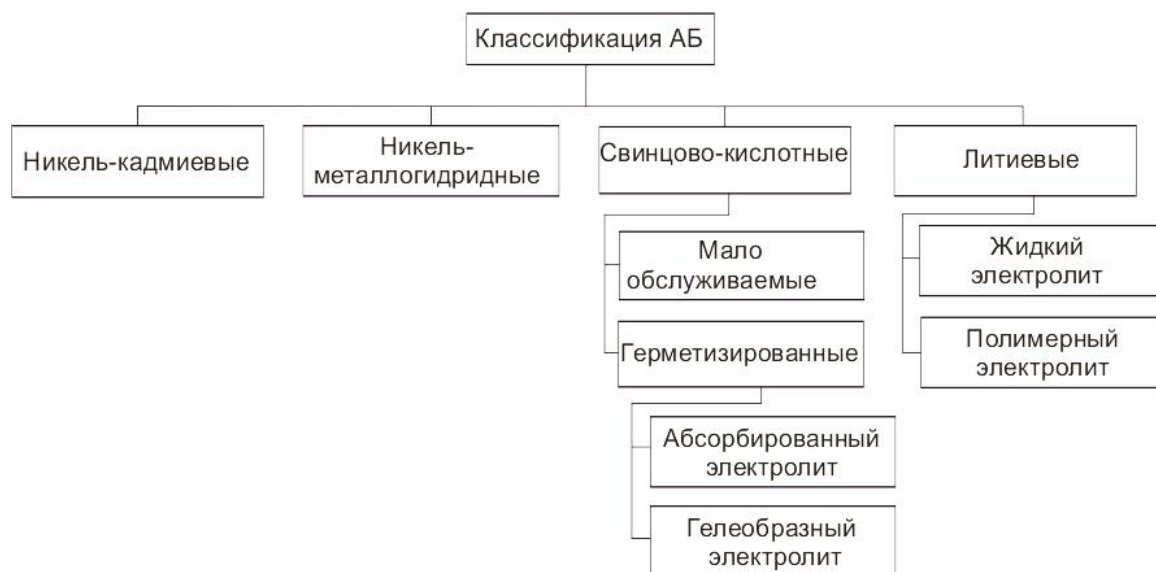 Классификация АБ
Никель-кадмиевые
Никель-
металлогидридные
Свинцово-кислотные
Литиевые
Мало
обслуживаемые
Герметизированные
Абсорбированный
электролит
Гелеобразный
электролит
Жидкий
электролит
Полимерный
электролит